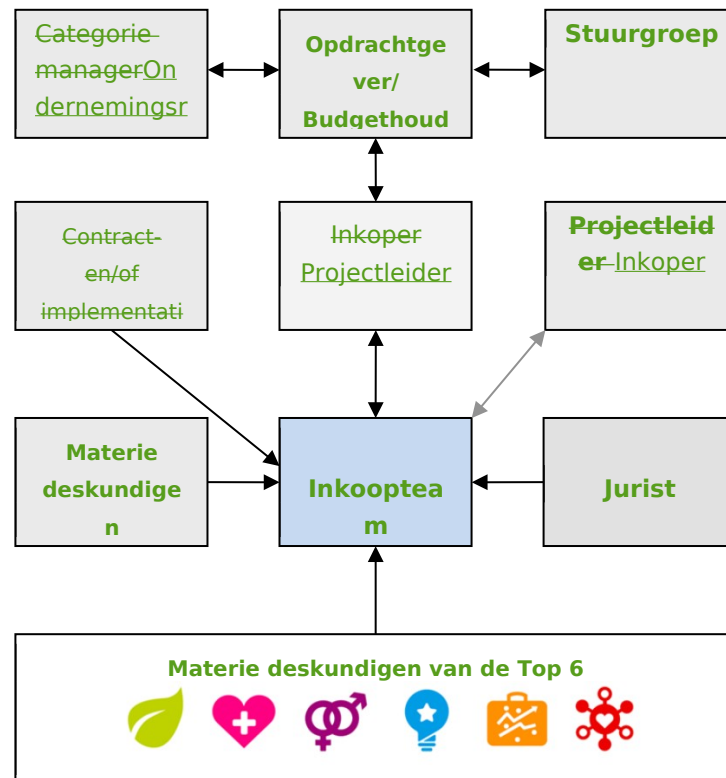 Categorie
managerOn
dernemingsr
Opdrachtge
ver/
Budgethoud
Stuurgroep
Contract-
en/of
implementati
Inkoper
Projectleider
Projectleid
er Inkoper
Materie
deskundige
n
Inkooptea
m
Jurist
Materie deskundigen van de Top 6